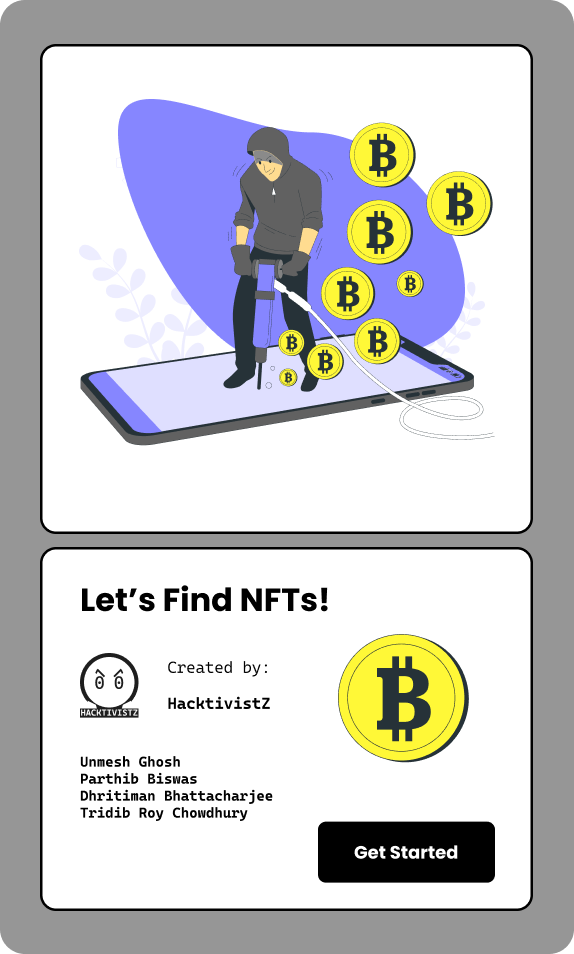 Let’s Find NFTs!
Created by:
HacktivistZ
HACKTIVISTZ
Unmesh Ghosh
Parthib Biswas
Dhritiman Bhattacharjee
Tridib Roy Chowdhury
Get Started